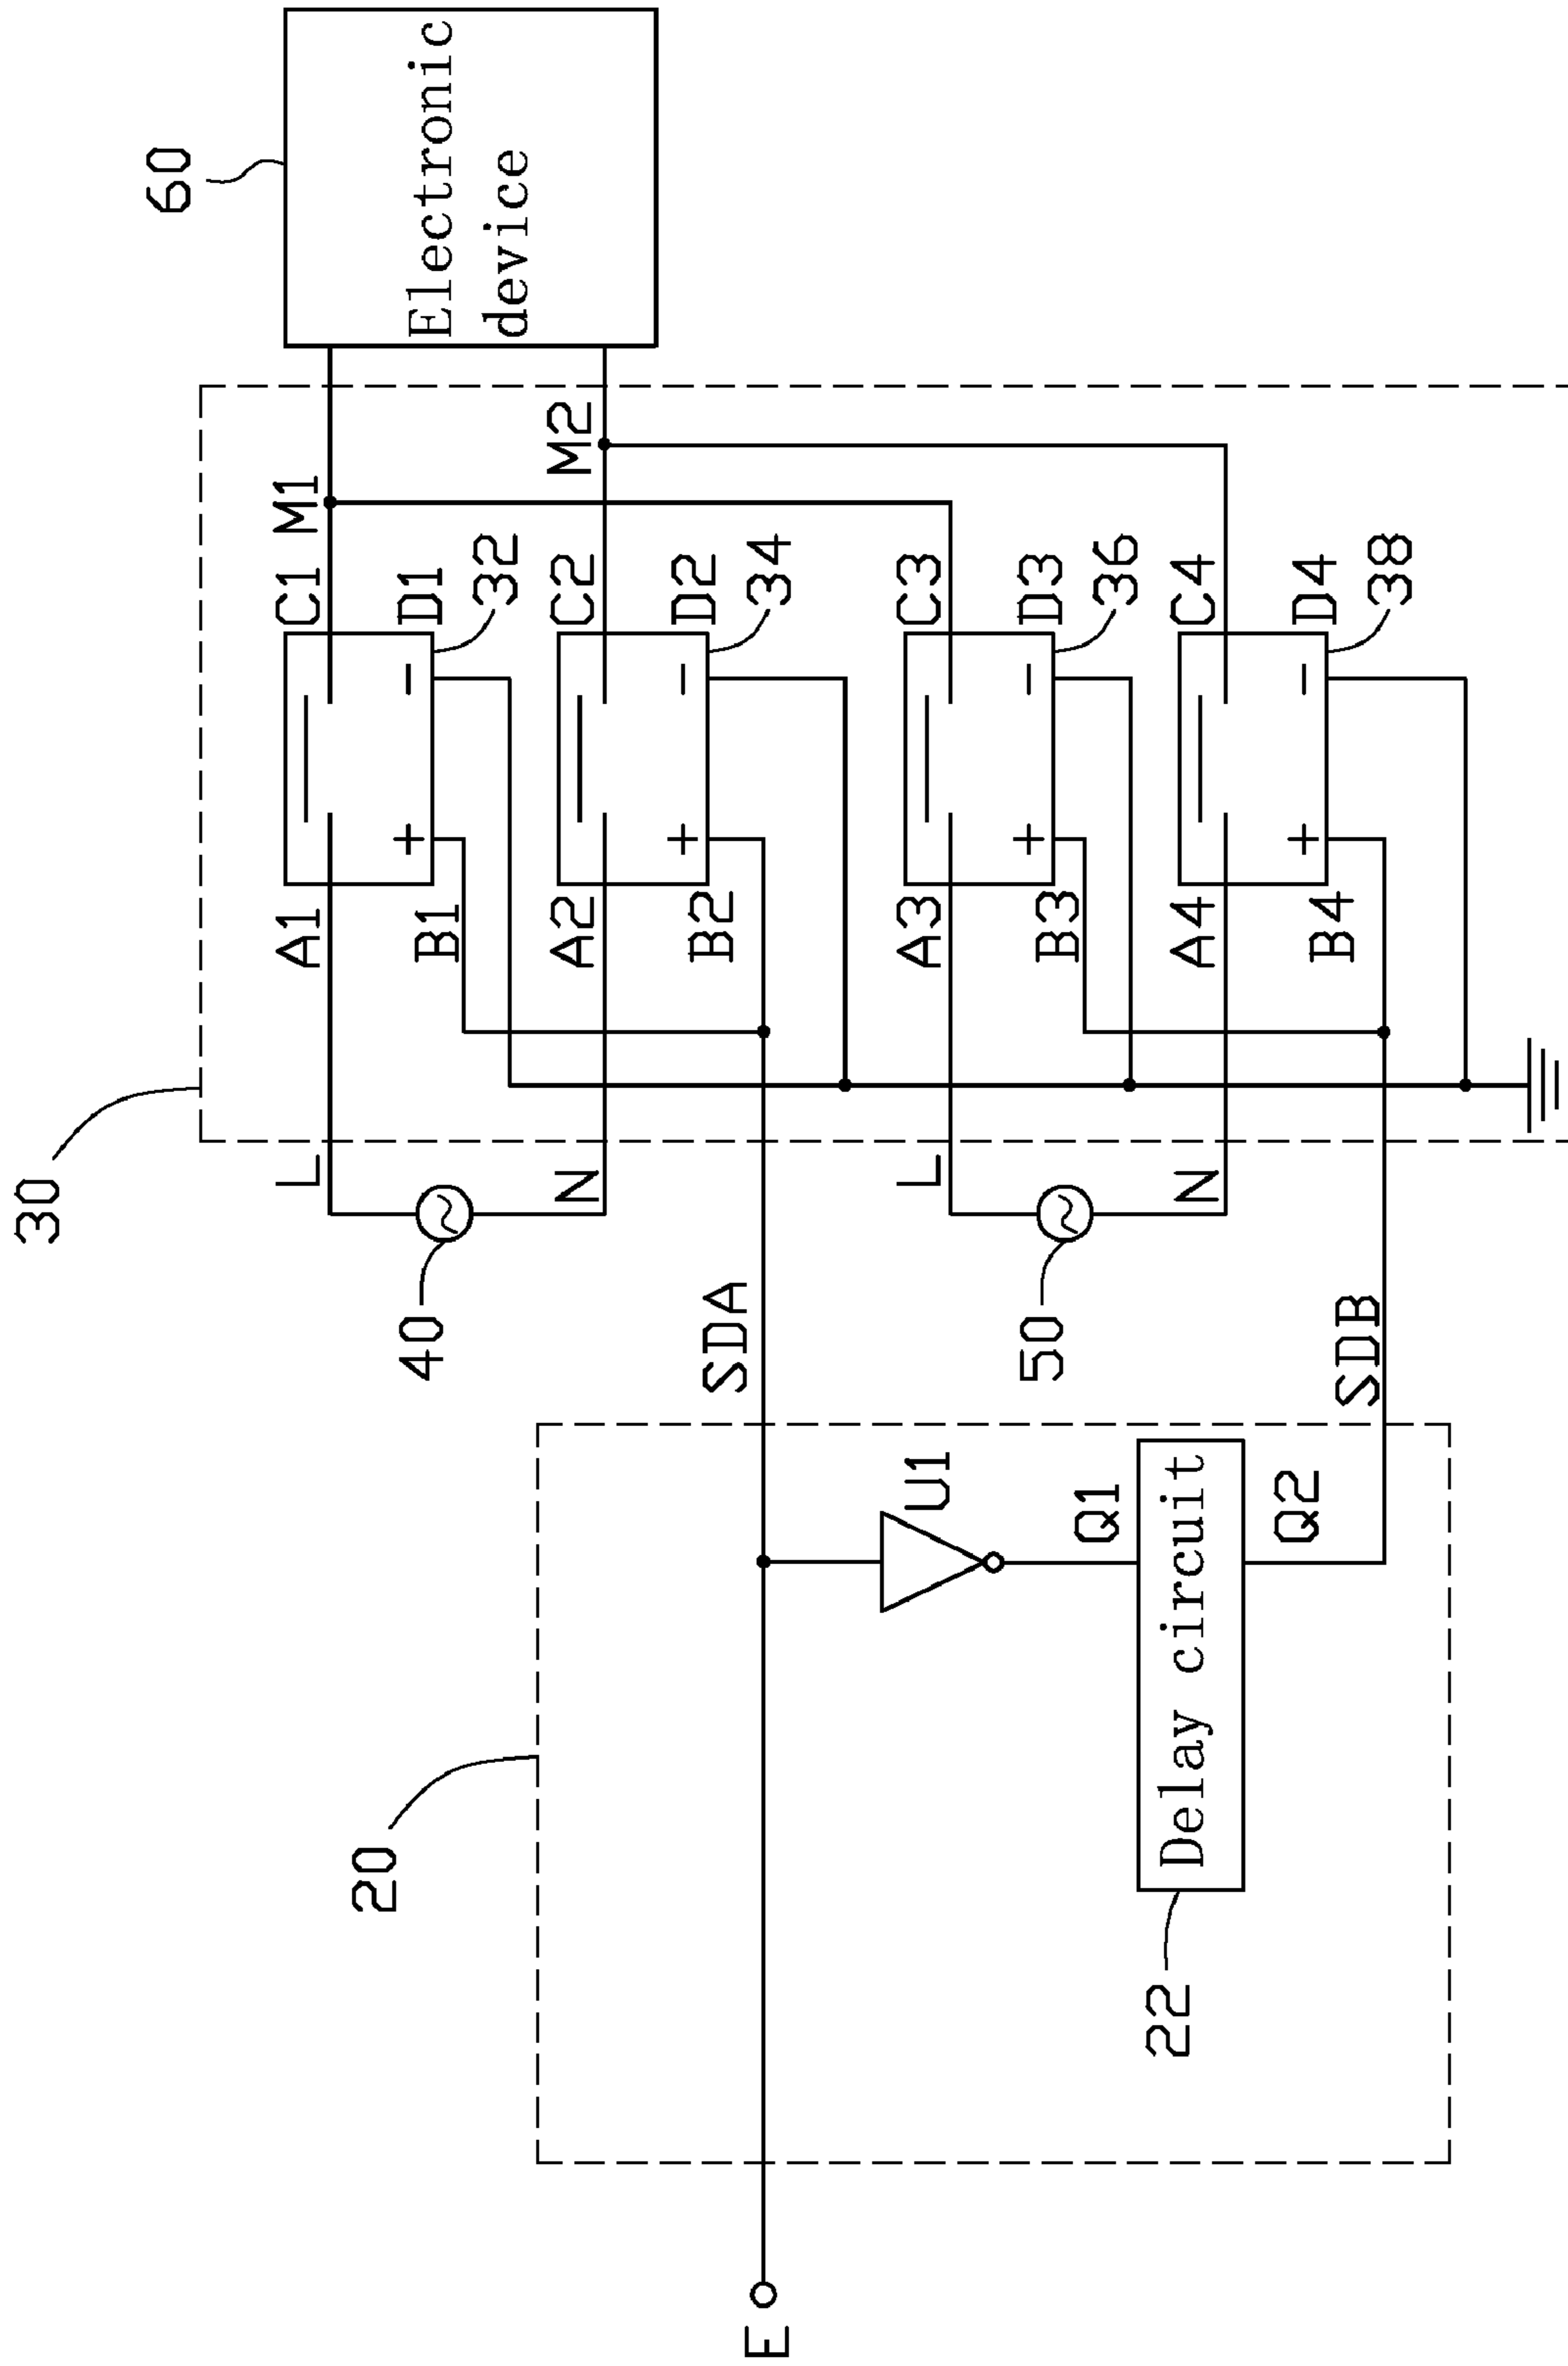 30
60
L
A1
C1
M1
Electronic
device
40
B1
D1
32
N
A2
C2
M2
20
SDA
B2
D2
34
E
U1
L
A3
C3
50
B3
D3
36
Q1
22
Delay circuit
N
A4
C4
Q2
SDB
B4
D4
38
+
−
+
−
+
−
+
−